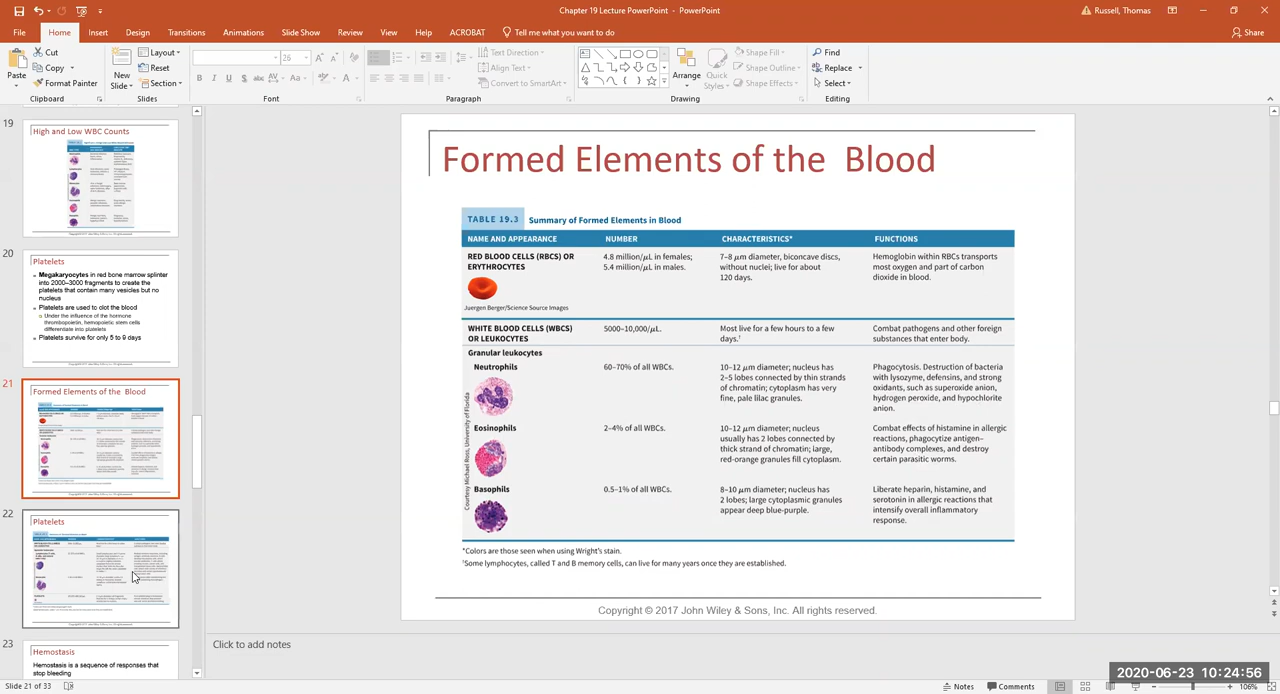 Chapter 19 Lecture PowerPoint - PowerPoint
Russell, Thomas
File Home Insert Design Transitions Animations Slide Show Review View Help ACROBAT Tell me what you want to do
Share
Paste
Cut
Copy
Format Painter
Clipboard
New
Slide
Layout
Reset
Section
Slides
26
Font
Text Direction
Align Text
Convert to SmartArt
Paragraph
Arrange
Quick
Styles
Shape Fill
Shape Outline
Shape Effects
Drawing
Find
Replace
Select
Editing
19
High and Low WBC Counts
20
Platelets
Megakaryocytes in red bone marrow splinter
into 2000–3000 fragments to create the
platelets that contain many vesicles but no
nucleus
Platelets are used to clot the blood
Under the influence of the hormone
thrombopoietin, hemopoietic stem cells
differentiate into platelets
Platelets survive for only 5 to 9 days
21
Formed Elements of the Blood
22
Platelets
23
Hemostasis
Hemostasis is a sequence of responses that
stop bleeding
Formed Elements of the Blood
TABLE 19.3 Summary of Formed Elements in Blood
NAME AND APPEARANCE NUMBER CHARACTERISTICS* FUNCTIONS
RED BLOOD CELLS (RBCS) OR
ERYTHROCYTES
4.8 million/μL in females;
5.4 million/μL in males.
7–8 μm diameter, biconcave discs,
without nuclei; live for about
120 days.
Hemoglobin within RBCs transports
most oxygen and part of carbon
dioxide in blood.
Juergen Berger/Science Source Images
WHITE BLOOD CELLS (WBCS)
OR LEUKOCYTES
5000–10,000/μL.
Most live for a few hours to a few
days.†
Combat pathogens and other foreign
substances that enter body.
Granular leukocytes
Neutrophils
60–70% of all WBCs.
10–12 μm diameter; nucleus has
2–5 lobes connected by thin strands
of chromatin; cytoplasm has very
fine, pale lilac granules.
Phagocytosis. Destruction of bacteria
with lysozyme, defensins, and strong
oxidants, such as superoxide anion,
hydrogen peroxide, and hypochlorite
anion.
Eosinophils
2–4% of all WBCs.
10–12 μm diameter; nucleus
usually has 2 lobes connected by
thick strand of chromatin; large,
red-orange granules fill cytoplasm.
Combat effects of histamine in allergic
reactions, phagocytize antigen–
antibody complexes, and destroy
certain parasitic worms.
Basophils
0.5–1% of all WBCs.
8–10 μm diameter; nucleus has
2 lobes; large cytoplasmic granules
appear deep blue-purple.
Liberate heparin, histamine, and
serotonin in allergic reactions that
intensify overall inflammatory
response.
Courtesy Michael Ross, University of Florida
*Colors are those seen when using Wright's stain.
†Some lymphocytes, called T and B memory cells, can live for many years once they are established.
Copyright © 2017 John Wiley & Sons, Inc. All rights reserved.
Click to add notes
2020-06-23 10:24:56
Slide 21 of 33
Notes
Comments
106%